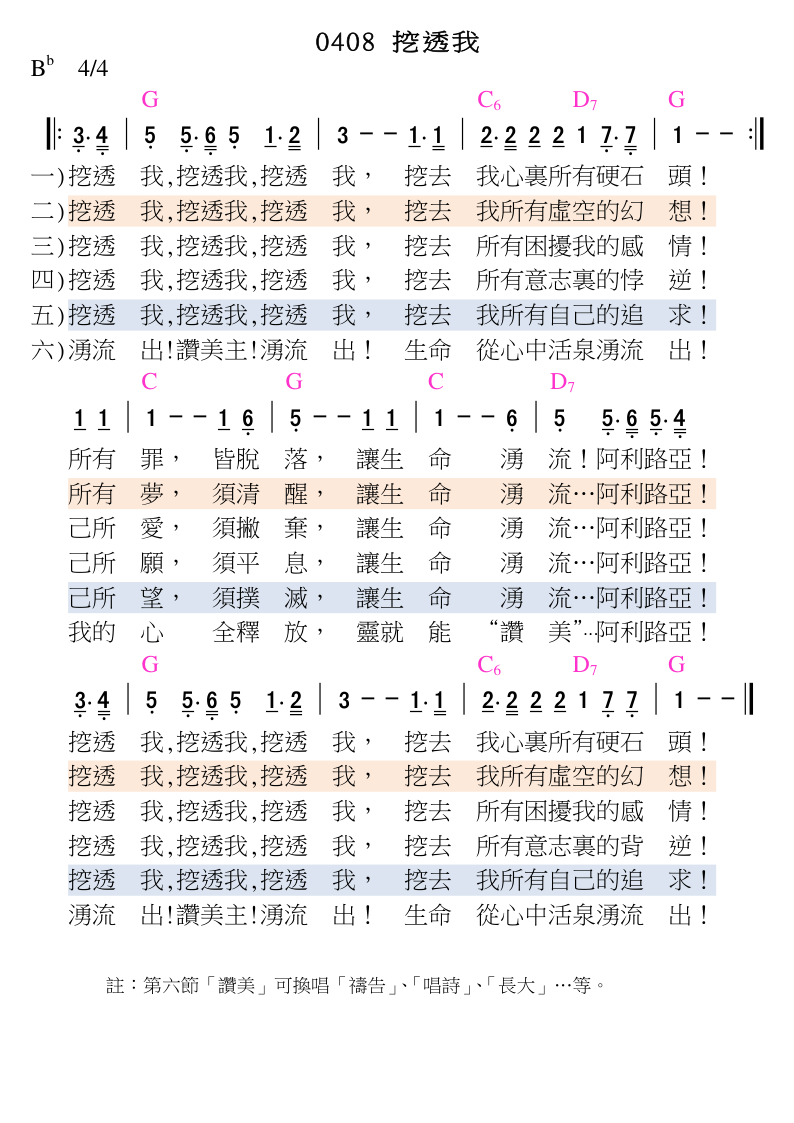 0408 挖透我
Bb 4/4
G C6 D7 G
3·4 | 5 5·6 5 1·2 | 3 － － 1·1 | 2·2 2 2 1 7·7 | 1 － － :
一)挖透 我,挖透我,挖透 我， 挖去 我心裏所有硬石 頭！
二)挖透 我,挖透我,挖透 我， 挖去 我所有虛空的幻 想！
三)挖透 我,挖透我,挖透 我， 挖去 所有困擾我的感 情！
四)挖透 我,挖透我,挖透 我， 挖去 所有意志裏的悖 逆！
五)挖透 我,挖透我,挖透 我， 挖去 我所有自己的追 求！
六)湧流 出!讚美主!湧流 出！ 生命 從心中活泉湧流 出！
C G C D7
1 1 | 1 － － 1 6 | 5 － － 1 1 | 1 － － 6 | 5 5·6 5·4
所有 罪， 皆脫 落， 讓生 命 湧 流！阿利路亞！
所有 夢， 須清 醒， 讓生 命 湧 流…阿利路亞！
己所 愛， 須撇 棄， 讓生 命 湧 流…阿利路亞！
己所 願， 須平 息， 讓生 命 湧 流…阿利路亞！
己所 望， 須撲 滅， 讓生 命 湧 流…阿利路亞！
我的 心 全釋 放， 靈就 能 “讚 美”…阿利路亞！
G C6 D7 G
3·4 | 5 5·6 5 1·2 | 3 － － 1·1 | 2·2 2 2 1 7·7 | 1 － －
挖透 我,挖透我,挖透 我， 挖去 我心裏所有硬石 頭！
挖透 我,挖透我,挖透 我， 挖去 我所有虛空的幻 想！
挖透 我,挖透我,挖透 我， 挖去 所有困擾我的感 情！
挖透 我,挖透我,挖透 我， 挖去 所有意志裏的背 逆！
挖透 我,挖透我,挖透 我， 挖去 我所有自己的追 求！
湧流 出!讚美主!湧流 出！ 生命 從心中活泉湧流 出！
註：第六節「讚美」可換唱「禱告」、「唱詩」、「長大」…等。